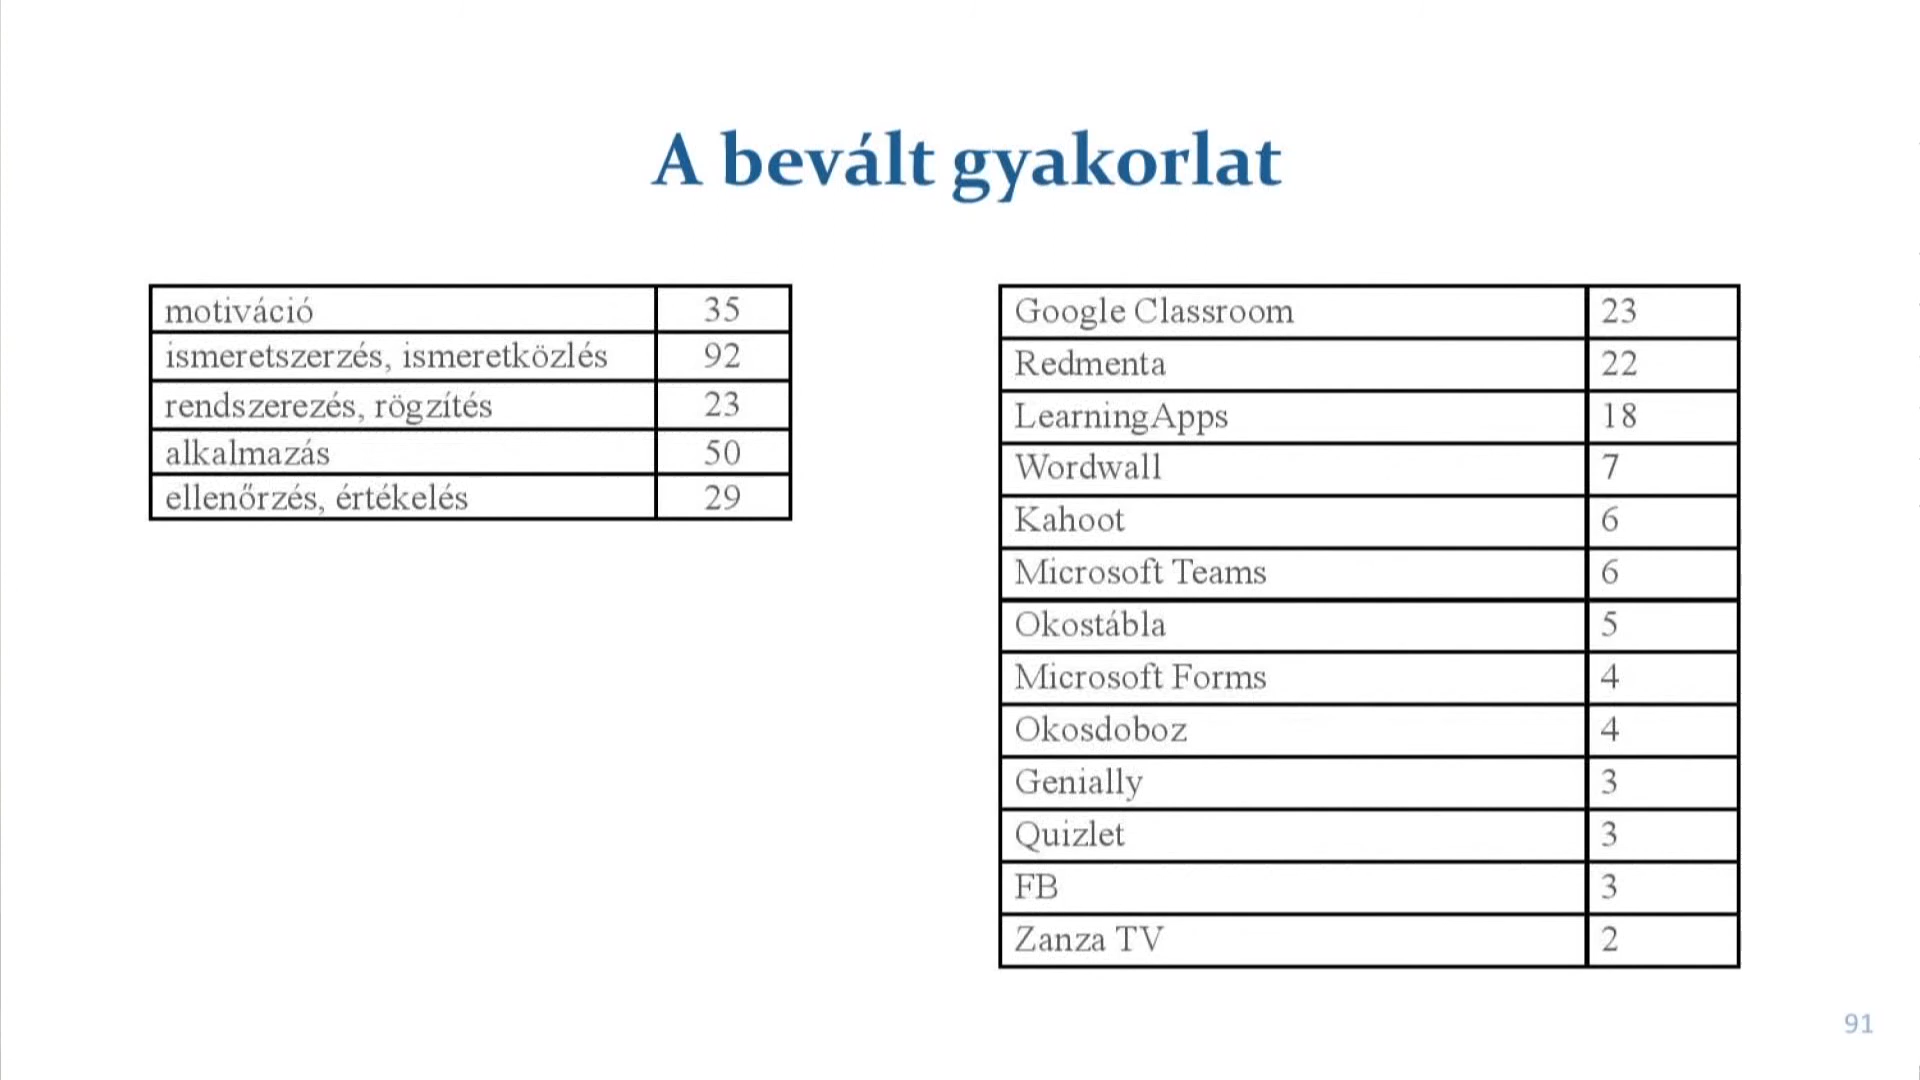 A bevált gyakorlat
motiváció 35
ismeretszerzés, ismeretközlés 92
rendszerezés, rögzítés 23
alkalmazás 50
ellenőrzés, értékelés 29
Google Classroom 23
Redmenta 22
LearningApps 18
Wordwall 7
Kahoot 6
Microsoft Teams 6
Okostábla 5
Microsoft Forms 4
Okosdoboz 4
Genially 3
Quizlet 3
FB 3
Zanza TV 2
91